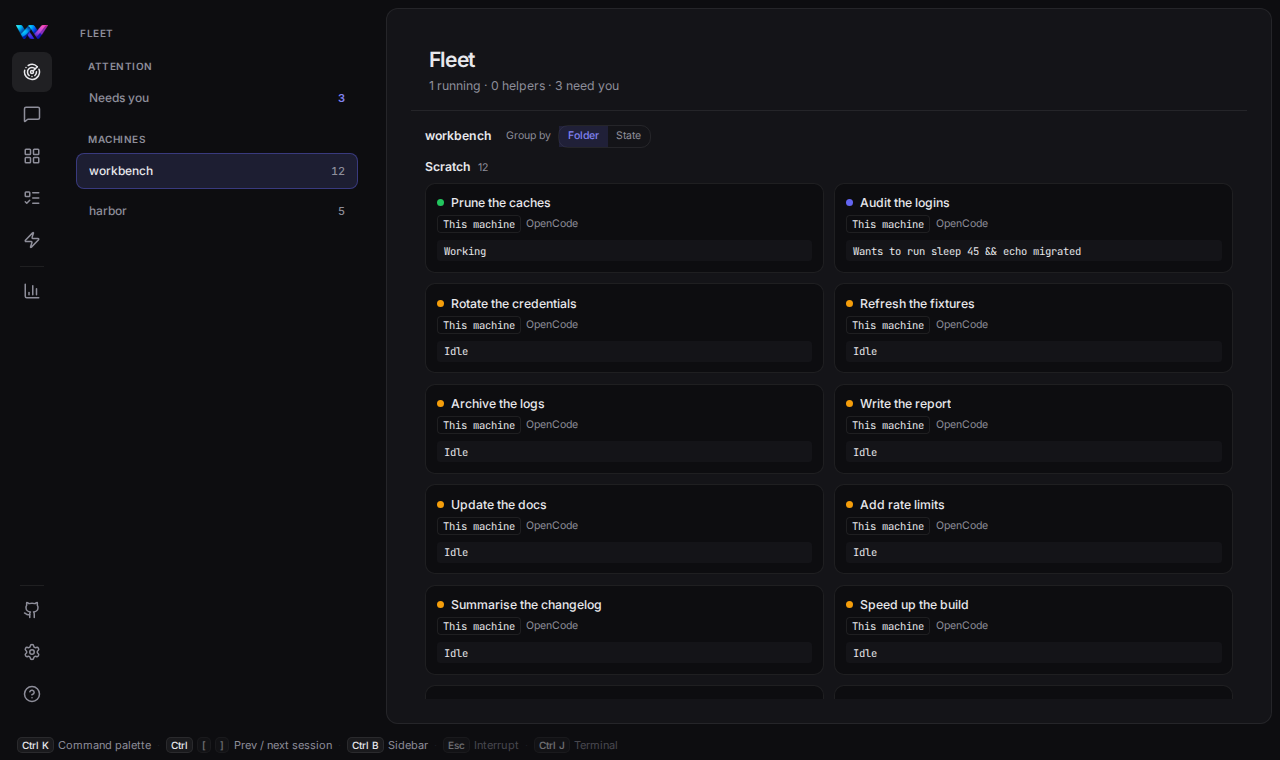 FLEET
ATTENTION
Needs you 3
MACHINES
workbench 12
harbor 5
Fleet
1 running · 0 helpers · 3 need you
workbench Group by Folder State
Scratch 12
Prune the caches
This machine OpenCode
Working
Audit the logins
This machine OpenCode
Wants to run sleep 45 && echo migrated
Rotate the credentials
This machine OpenCode
Idle
Refresh the fixtures
This machine OpenCode
Idle
Archive the logs
This machine OpenCode
Idle
Write the report
This machine OpenCode
Idle
Update the docs
This machine OpenCode
Idle
Add rate limits
This machine OpenCode
Idle
Summarise the changelog
This machine OpenCode
Idle
Speed up the build
This machine OpenCode
Idle
Ctrl K Command palette Ctrl [ ] Prev / next session Ctrl B Sidebar Esc Interrupt Ctrl J Terminal